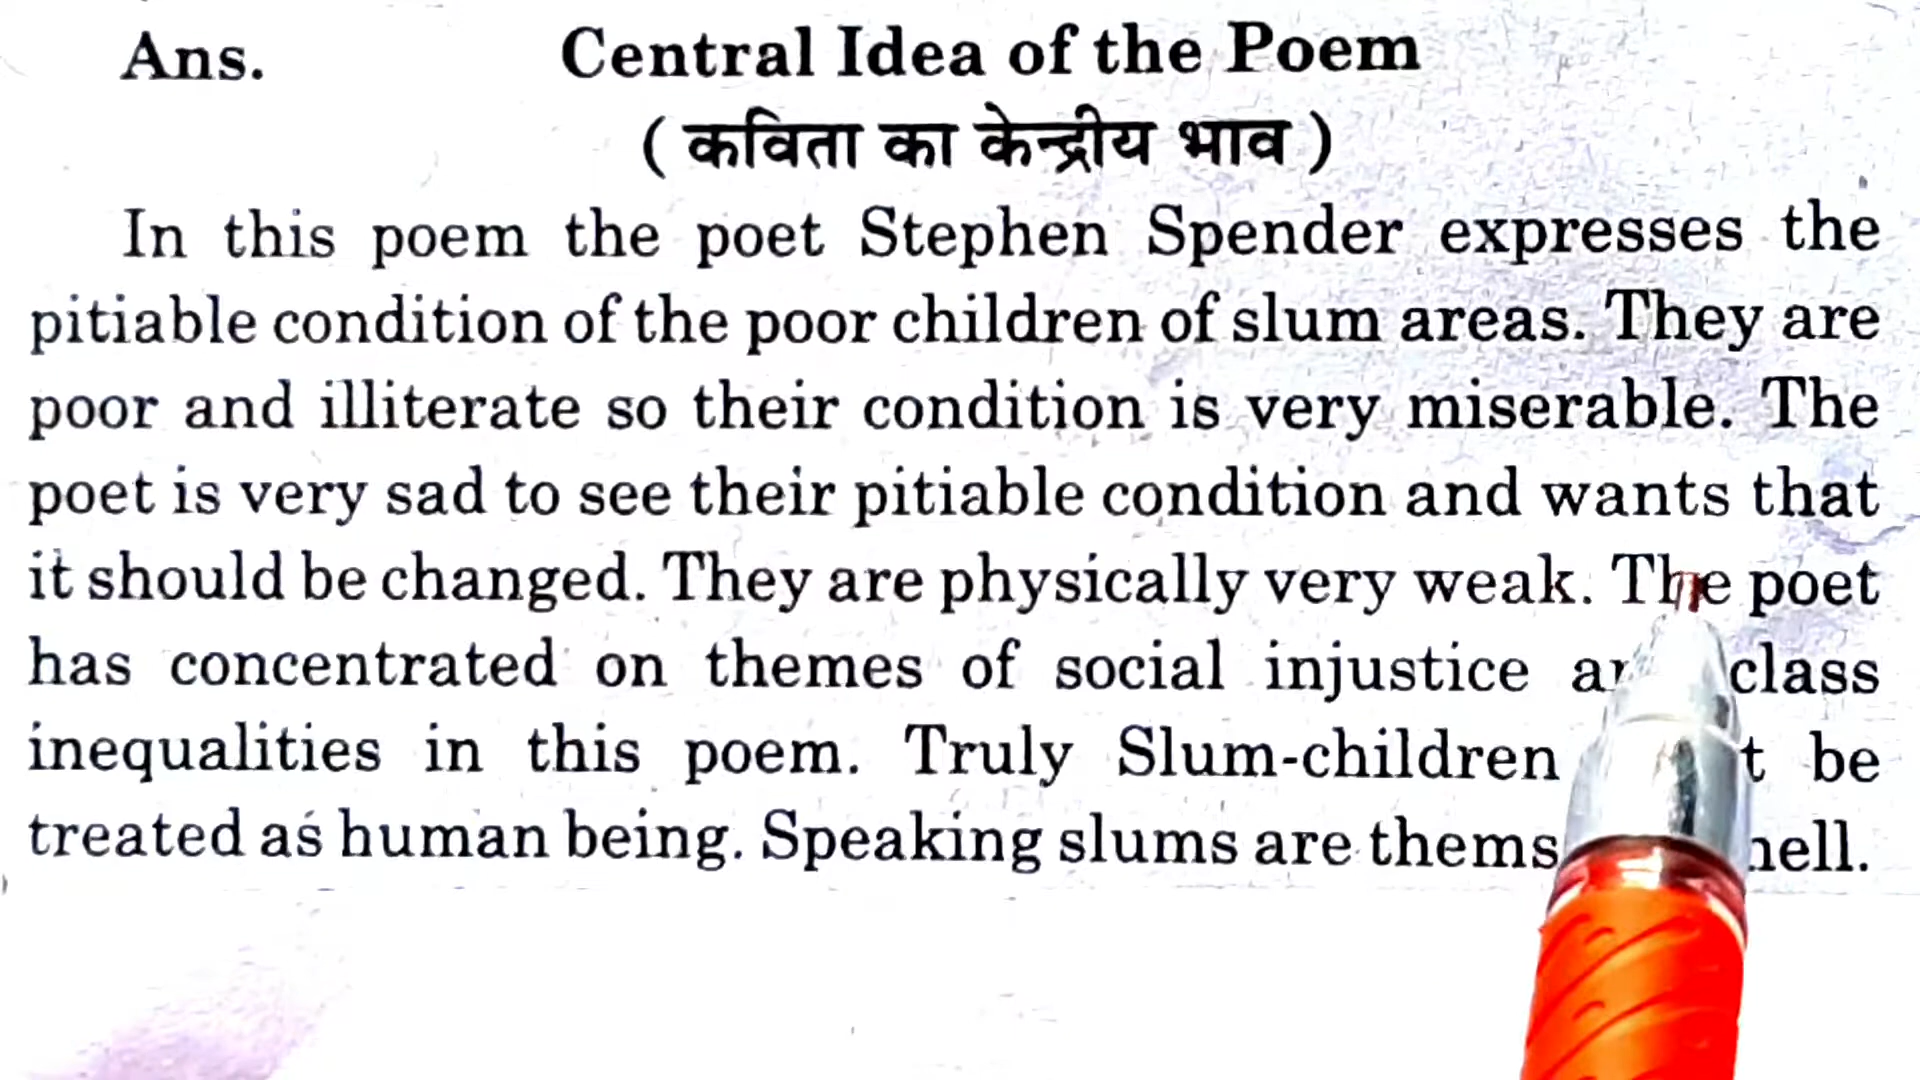 Ans. Central Idea of the Poem
( कविता का केन्द्रीय भाव )
In this poem the poet Stephen Spender expresses the
pitiable condition of the poor children of slum areas. They are
poor and illiterate so their condition is very miserable. The
poet is very sad to see their pitiable condition and wants that
it should be changed. They are physically very weak. The poet
has concentrated on themes of social injustice class
inequalities in this poem. Truly Slum-children be
treated as human being. Speaking slums are hell.